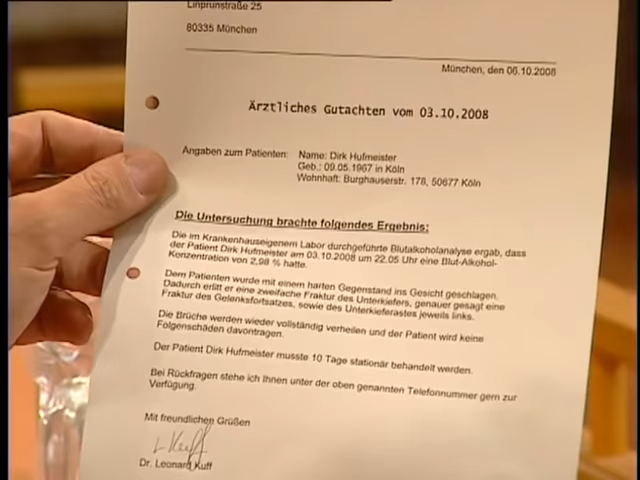 Linprunstraße 25
80335 München
München, den 06.10.2008
Ärztliches Gutachten vom 03.10.2008
Angaben zum Patienten: Name: Dirk Hufmeister
Geb.: 09.05.1967 in Köln
Wohnhaft: Burghauserstr. 178, 50677 Köln
Die Untersuchung brachte folgendes Ergebnis:
Die im Krankenhauseigenem Labor durchgeführte Blutalkoholanalyse ergab, dass
der Patient Dirk Hufmeister am 03.10.2008 um 22.05 Uhr eine Blut-Alkohol-
Konzentration von 2,98 % hatte.
Dem Patienten wurde mit einem harten Gegenstand ins Gesicht geschlagen.
Dadurch erlitt er eine zweifache Fraktur des Unterkiefers, genauer gesagt eine
Fraktur des Gelenksfortsatzes, sowie des Unterkieferastes jeweils links.
Die Brüche werden wieder vollständig verheilen und der Patient wird keine
Folgenschäden davontragen.
Der Patient Dirk Hufmeister musste 10 Tage stationär behandelt werden.
Bei Rückfragen stehe ich Ihnen unter der oben genannten Telefonnummer gern zur
Verfügung.
Mit freundlichen Grüßen
L Kuff
Dr. Leonard Kuff